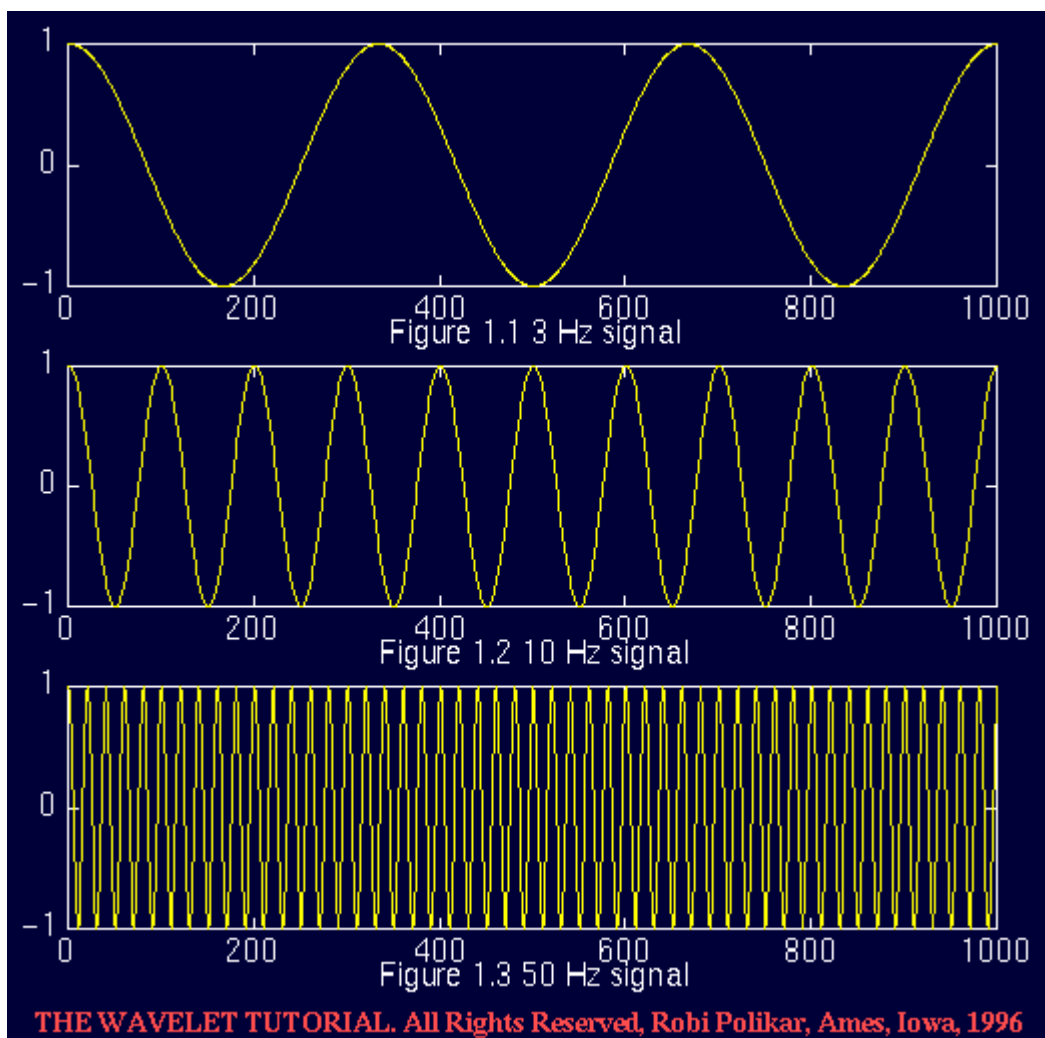 1
0
−1
0 200 400 600 800 1000
Figure 1.1 3 Hz signal
1
0
−1
0 200 400 600 800 1000
Figure 1.2 10 Hz signal
1
0
−1
0 200 400 600 800 1000
Figure 1.3 50 Hz signal
THE WAVELET TUTORIAL. All Rights Reserved, Robi Polikar, Ames, Iowa, 1996